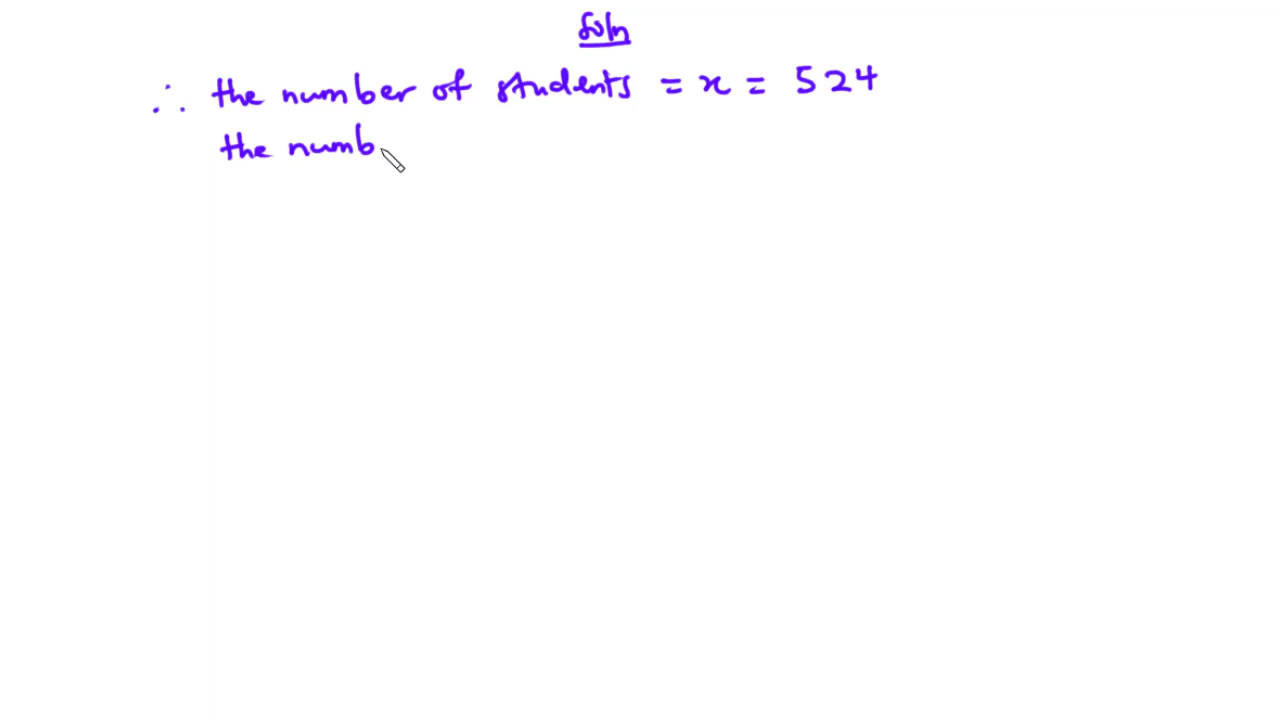 Soln
∴ the number of students = x = 524
the numb